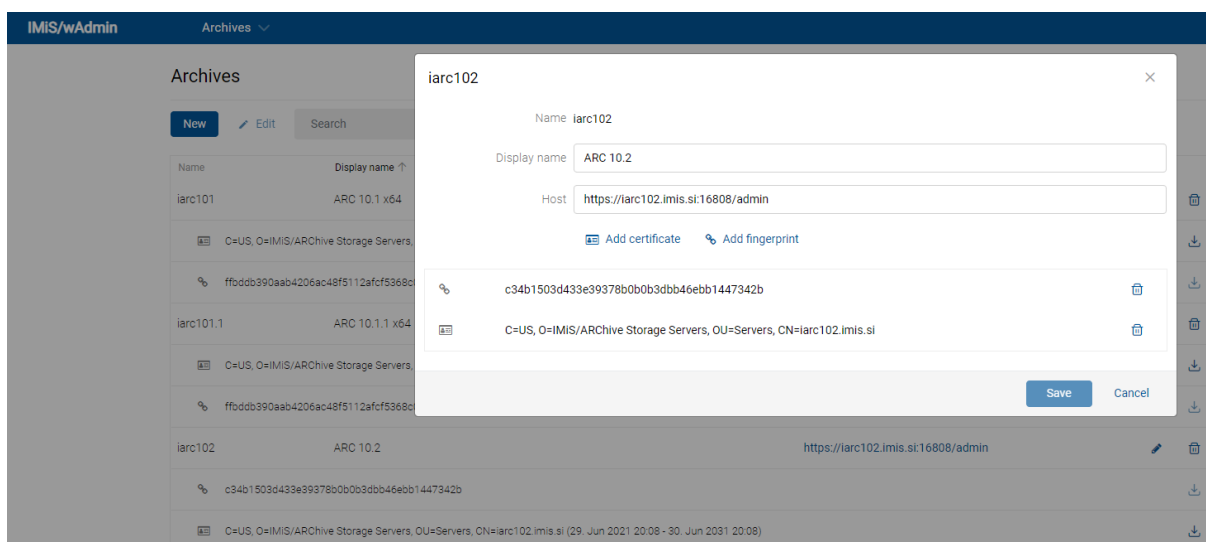 IMiS/wAdmin Archives
Archives
New Edit Search
Name Display name ↑
iarc101 ARC 10.1 x64
C=US, O=IMiS/ARChive Storage Servers,
ffbddb390aab4206ac48f5112afcf5368c
iarc101.1 ARC 10.1.1 x64
C=US, O=IMiS/ARChive Storage Servers,
ffbddb390aab4206ac48f5112afcf5368c
iarc102 ARC 10.2 https://iarc102.imis.si:16808/admin
c34b1503d433e39378b0b0b3dbb46ebb1447342b
C=US, O=IMiS/ARChive Storage Servers, OU=Servers, CN=iarc102.imis.si (29. Jun 2021 20:08 - 30. Jun 2031 20:08)
iarc102
Name iarc102
Display name ARC 10.2
Host https://iarc102.imis.si:16808/admin
Add certificate Add fingerprint
c34b1503d433e39378b0b0b3dbb46ebb1447342b
C=US, O=IMiS/ARChive Storage Servers, OU=Servers, CN=iarc102.imis.si
Save Cancel